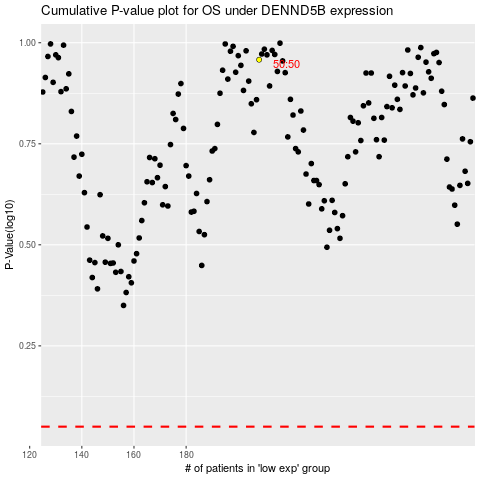 Cumulative P-value plot for OS under DENND5B expression
P-Value(log10)
1.00
0.75
0.50
0.25
50:50
120 140 160 180
# of patients in 'low exp' group